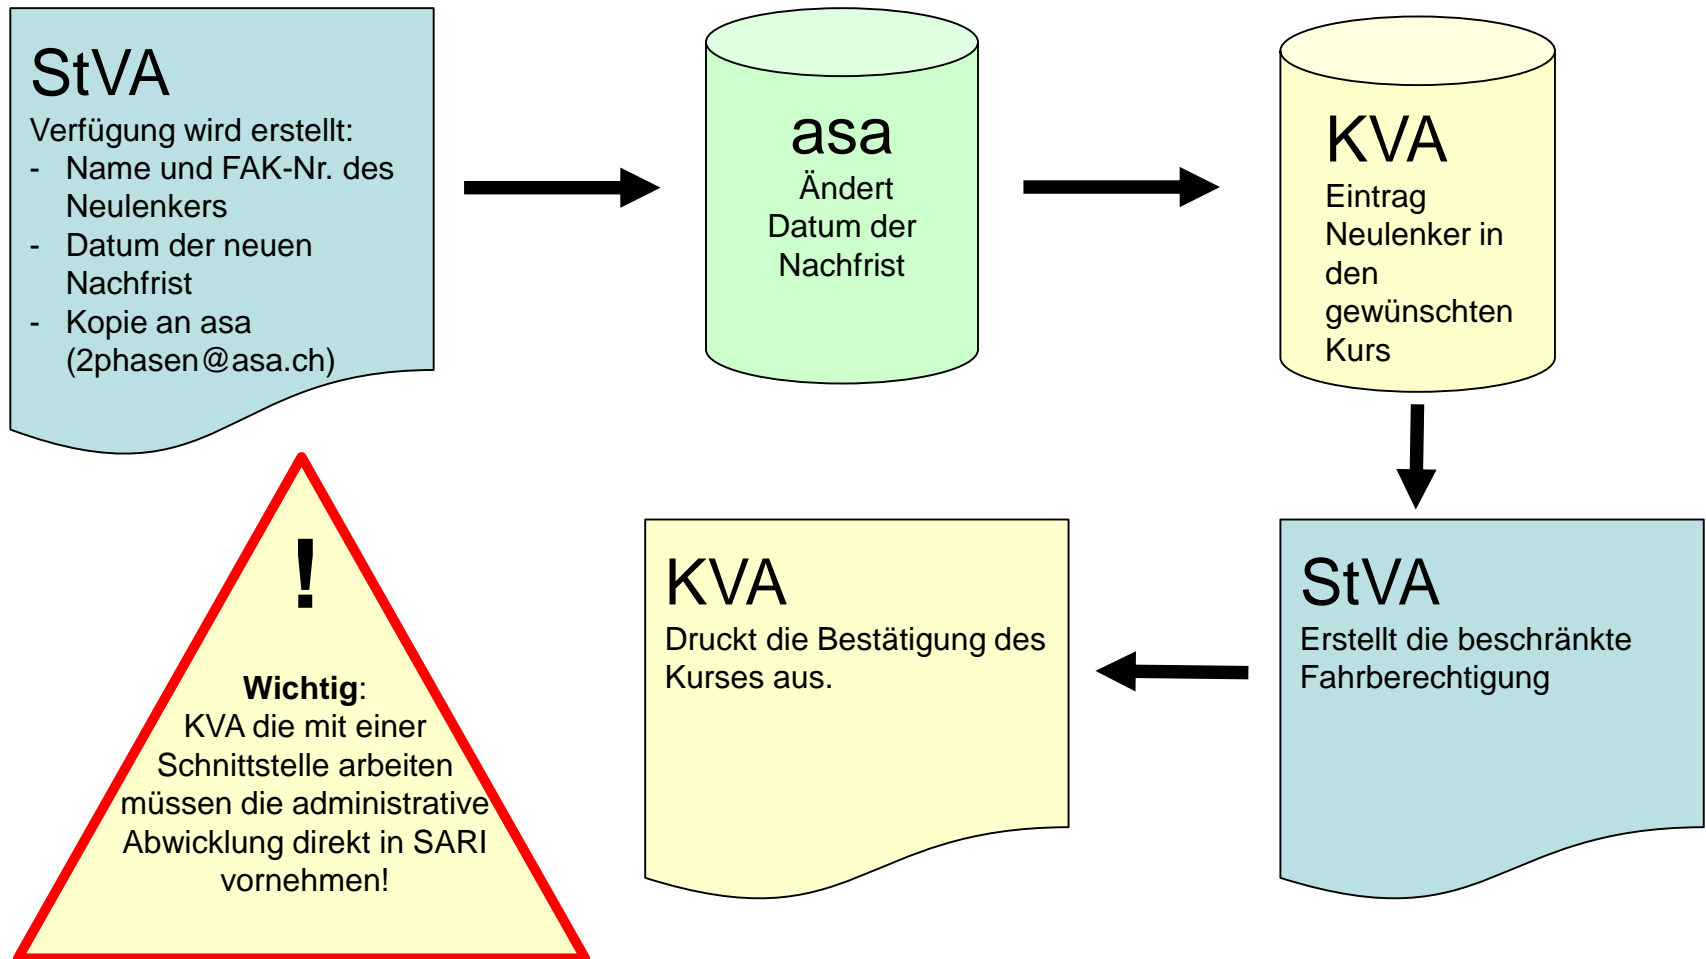 StVA
Verfügung wird erstellt:
- Name und FAK-Nr. des
Neulenkers
- Datum der neuen
Nachfrist
- Kopie an asa
(2phasen@asa.ch)
asa
Ändert
Datum der
Nachfrist
KVA
Eintrag
Neulenker in
den
gewünschten
Kurs
StVA
Erstellt die beschränkte
Fahrberechtigung
KVA
Druckt die Bestätigung des
Kurses aus.
!
Wichtig:
KVA die mit einer
Schnittstelle arbeiten
müssen die administrative
Abwicklung direkt in SARI
vornehmen!